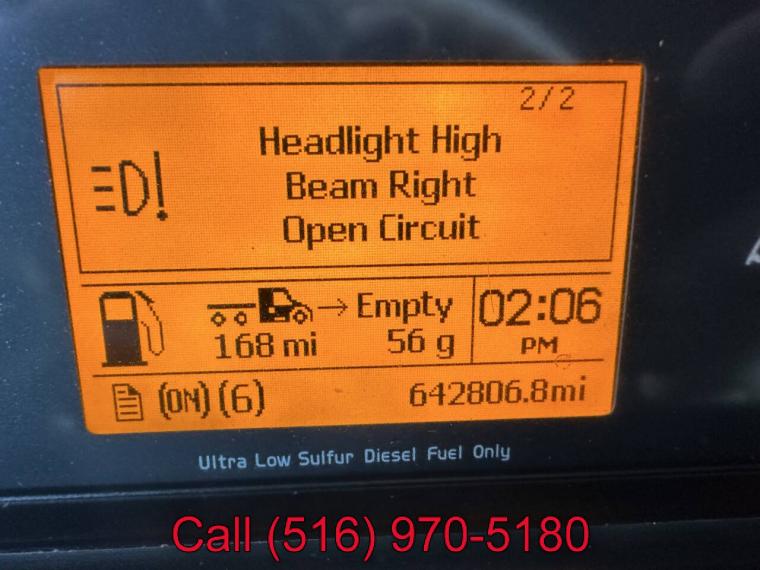 2/2
Headlight High
Beam Right
Open Circuit
→ Empty
168 mi 56 g
02:06
PM
(ON) (6) 642806.8mi
Ultra Low Sulfur Diesel Fuel Only
Call (516) 970-5180